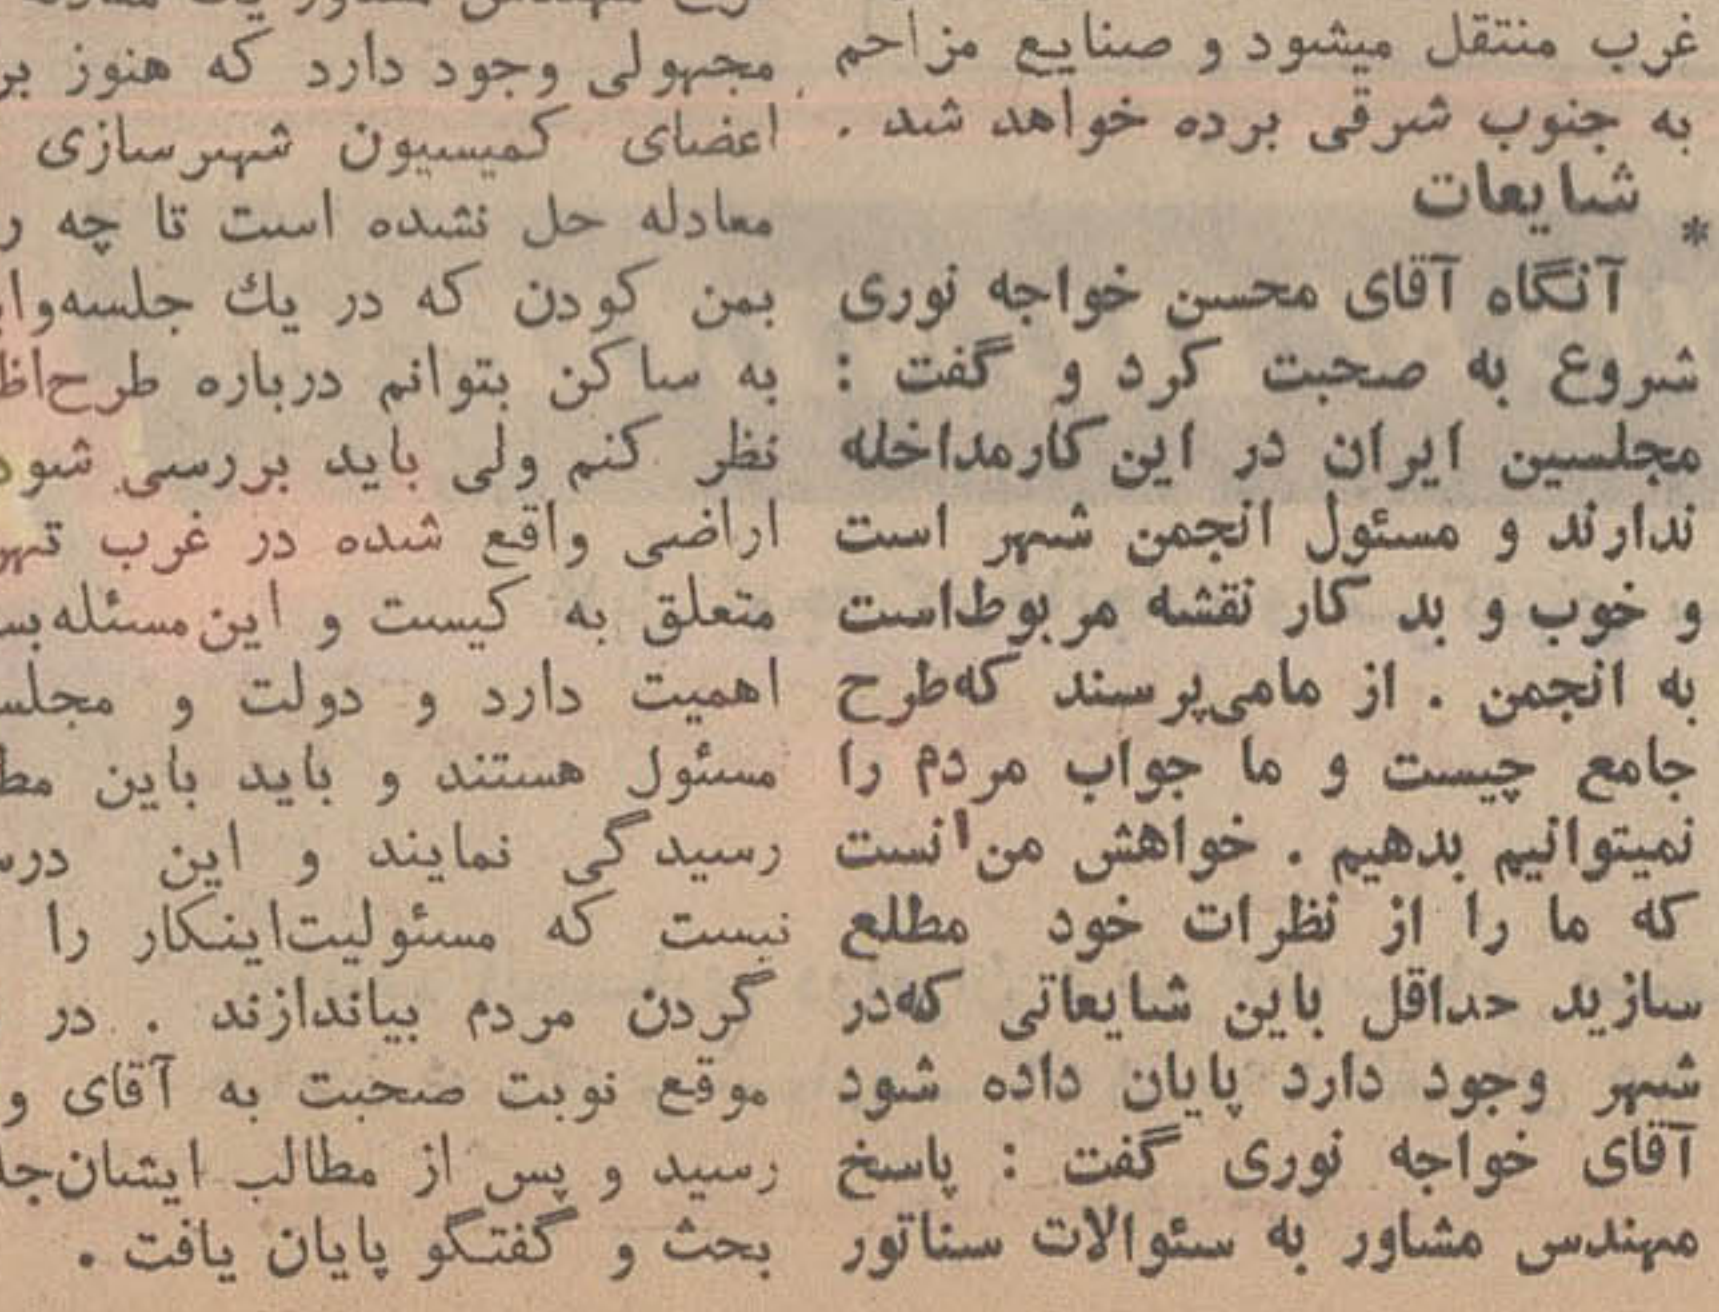 غرب منتقل میشود و صنایع مزاحم
به جنوب شرقی برده خواهد شد .
شایعات
*
آنگاه آقای محسن خواجه نوری
شروع به صحبت کرد و گفت :
مجلسین ایران در این کارمداخله
ندارند و مسئول انجمن شهر است
و خوب و بد کار نقشه مربوطاست
به انجمن . از مامی‌پرسند که‌طرح
جامع چیست و ما جواب مردم را
نمیتوانیم بدهیم . خواهش من انست
که ما را از نظرات خود مطلع
سازید حداقل باین شایعاتی که‌در
شهر وجود دارد پایان داده شود
آقای خواجه نوری گفت : پاسخ
مهندس مشاور به سئوالات سناتور
مجهولی وجود دارد که هنوز
اعضای کمیسیون شهرسازی
معادله حل نشده است تا چه
بمن کودن که در یك جلسه
به ساکن بتوانم درباره طرح
نظر کنم ولی باید بررسی شود
اراضی واقع شده در غرب
متعلق به کیست و این‌مسئله
اهمیت دارد و دولت و
مسئول هستند و باید باین
رسیدگی نمایند و این
نیست که مسئولیت‌اینکار را
گردن مردم بیاندازند . در
موقع نوبت صحبت به آقای
رسید و پس از مطالب ایشان
بحث و گفتگو پایان یافت .